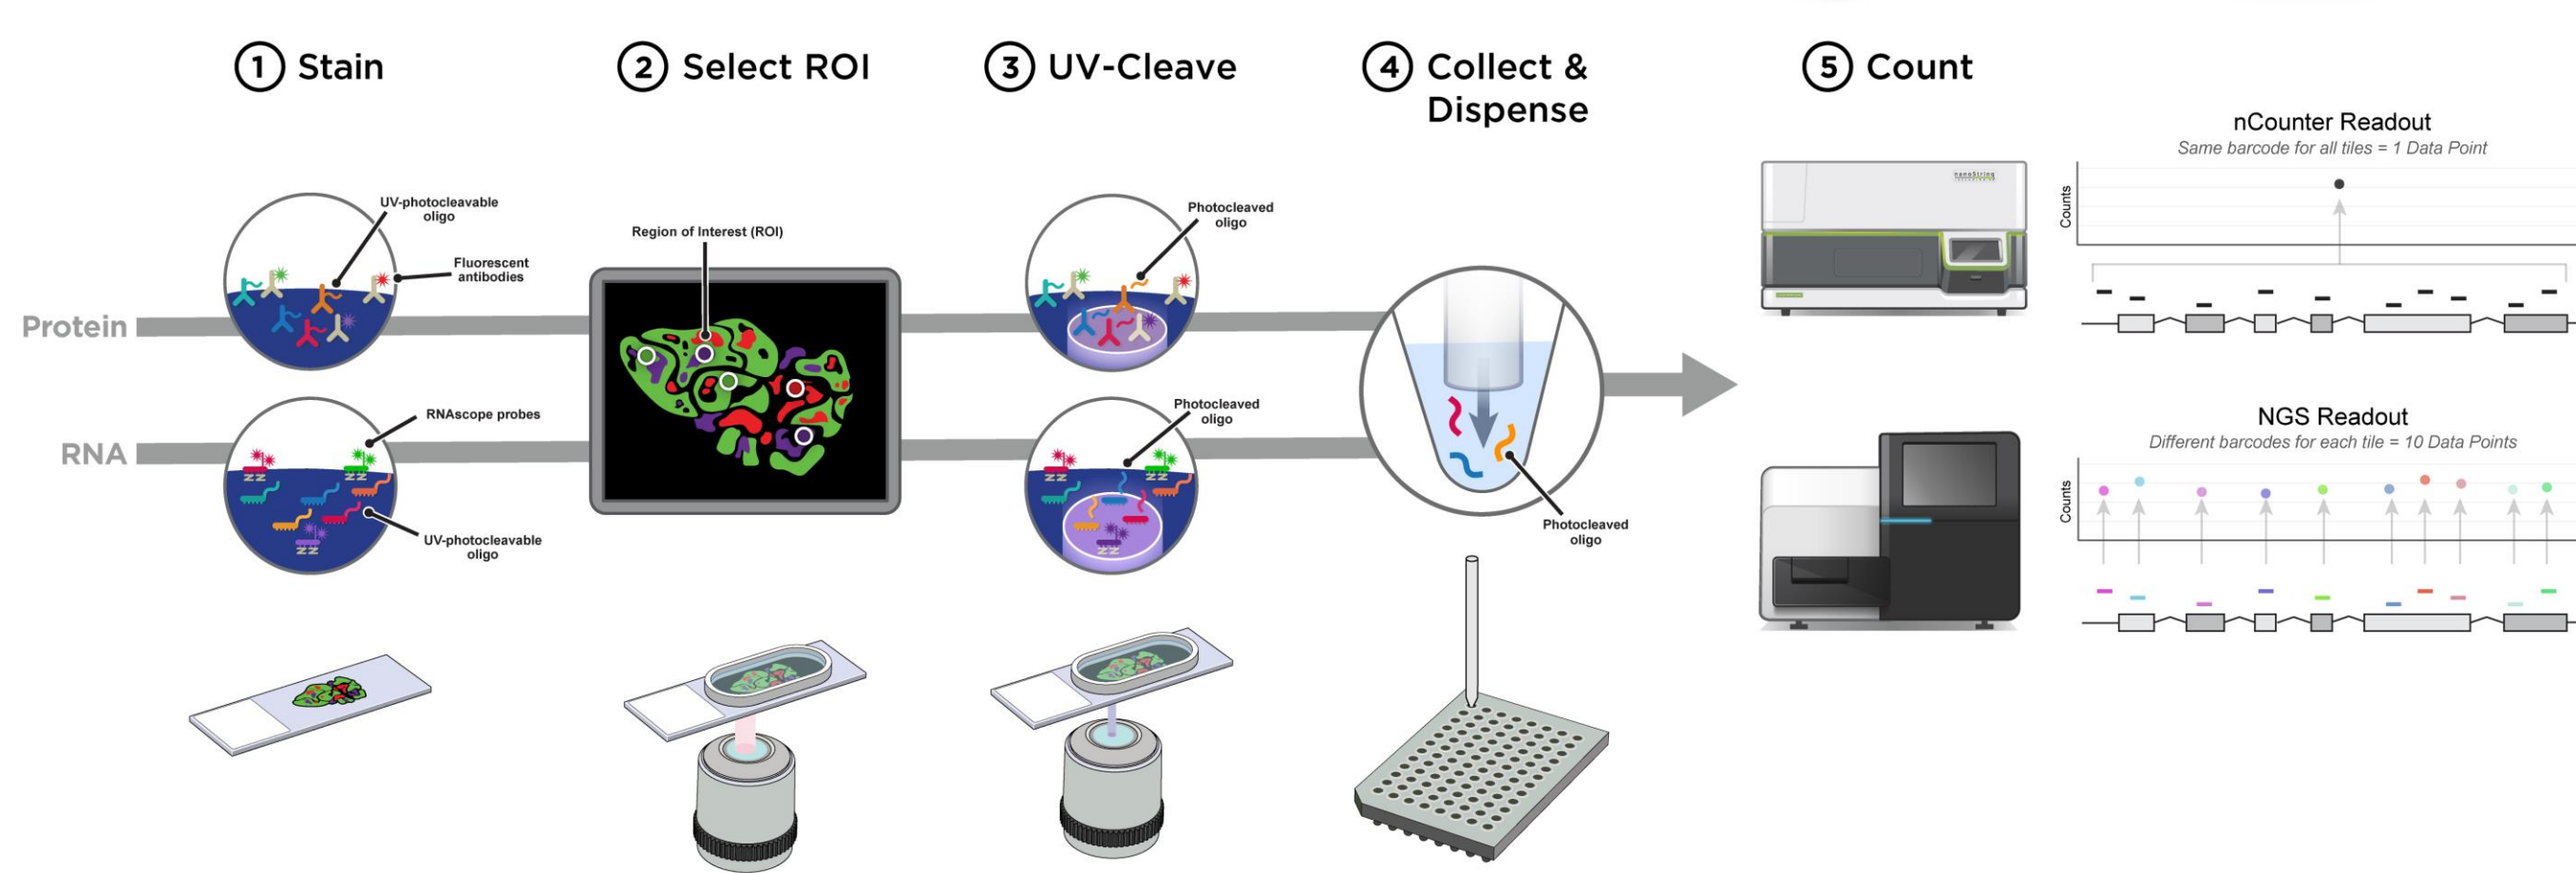 1 Stain
2 Select ROI
3 UV-Cleave
4 Collect &
Dispense
5 Count
Protein
RNA
UV-photocleavable
oligo
Fluorescent
antibodies
RNAscope probes
UV-photocleavable
oligo
Region of Interest (ROI)
Photocleaved
oligo
Photocleaved
oligo
Photocleaved
oligo
nanoString
nCounter Readout
Same barcode for all tiles = 1 Data Point
Counts
NGS Readout
Different barcodes for each tile = 10 Data Points
Counts